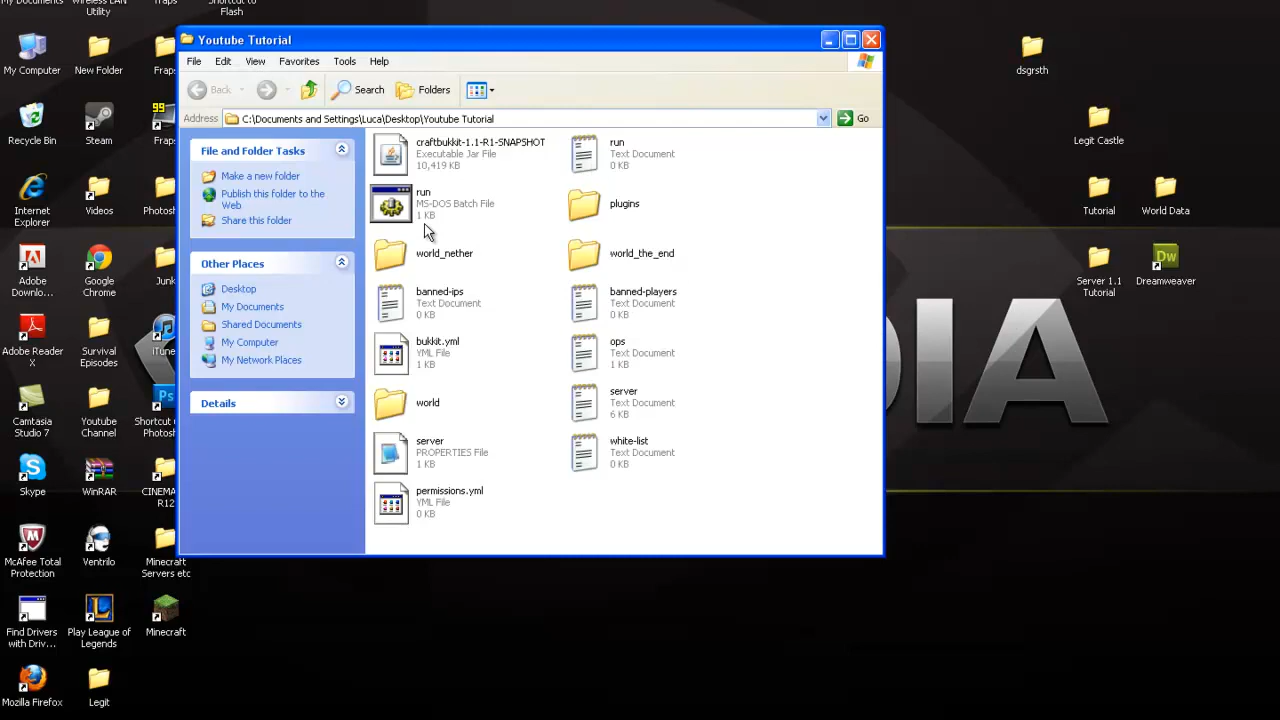 My Documents
Wireless LAN
Utility
Fraps
Shortcut to
Flash
My Computer
New Folder
Fraps
Recycle Bin
Steam
99
Fraps
Internet
Explorer
Videos
Photosh
Adobe
Downlo...
Google
Chrome
Junk
Adobe Reader
X
Survival
Episodes
iTune
Camtasia
Studio 7
Youtube
Channel
Shortcut
Photosh
Skype
WinRAR
CINEMA
R12
McAfee Total
Protection
Ventrilo
Minecraft
Servers etc
Find Drivers
with Driv...
Play League of
Legends
Minecraft
Mozilla Firefox
Legit
Youtube Tutorial
File Edit View Favorites Tools Help
Back Search Folders
Address C:\Documents and Settings\Luca\Desktop\Youtube Tutorial Go
File and Folder Tasks
Make a new folder
Publish this folder to the
Web
Share this folder
Other Places
Desktop
My Documents
Shared Documents
My Computer
My Network Places
Details
craftbukkit-1.1-R1-SNAPSHOT
Executable Jar File
10,419 KB
run
Text Document
0 KB
run
MS-DOS Batch File
1 KB
plugins
world_nether
world_the_end
banned-ips
Text Document
0 KB
banned-players
Text Document
0 KB
bukkit.yml
YML File
1 KB
ops
Text Document
1 KB
world
server
Text Document
6 KB
server
PROPERTIES File
1 KB
white-list
Text Document
0 KB
permissions.yml
YML File
0 KB
dsgrsth
Legit Castle
Tutorial
World Data
Server 1.1
Tutorial
Dreamweaver
DIA